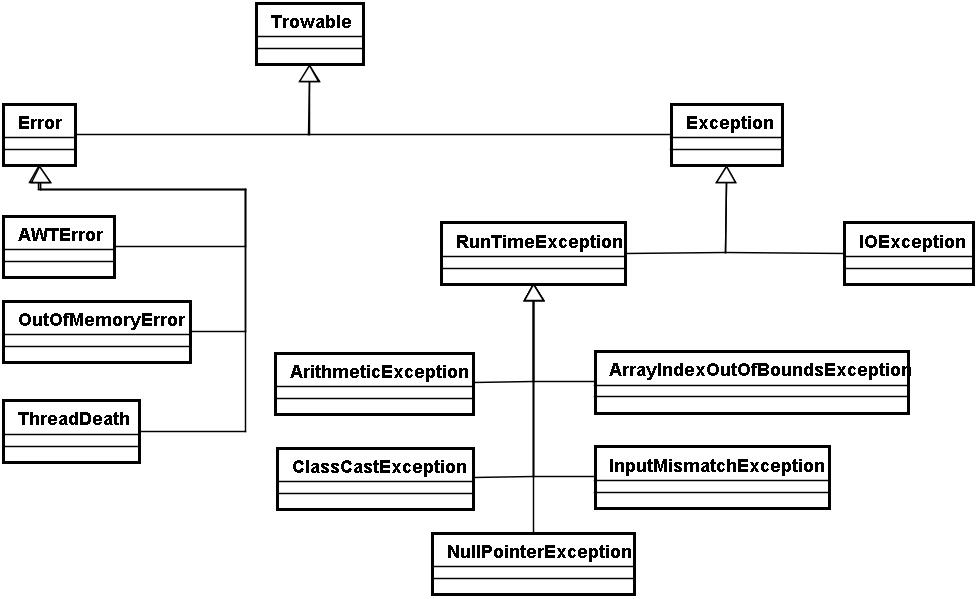 Trowable
Error
Exception
AWTError
RunTimeException
IOException
OutOfMemoryError
ArithmeticException
ArrayIndexOutOfBoundsException
ThreadDeath
ClassCastException
InputMismatchException
NullPointerException